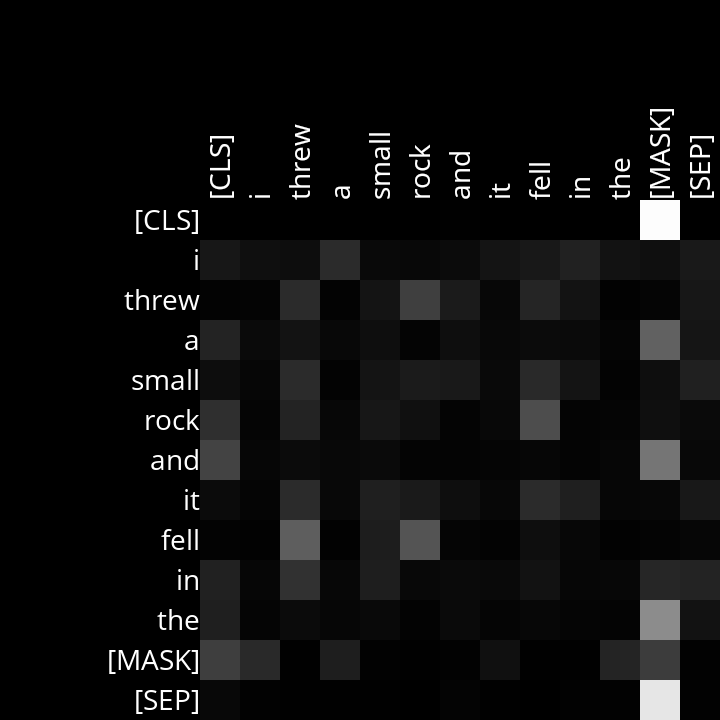 [CLS] i threw a small rock and it fell in the [MASK] [SEP]
[CLS]
i
threw
a
small
rock
and
it
fell
in
the
[MASK]
[SEP]